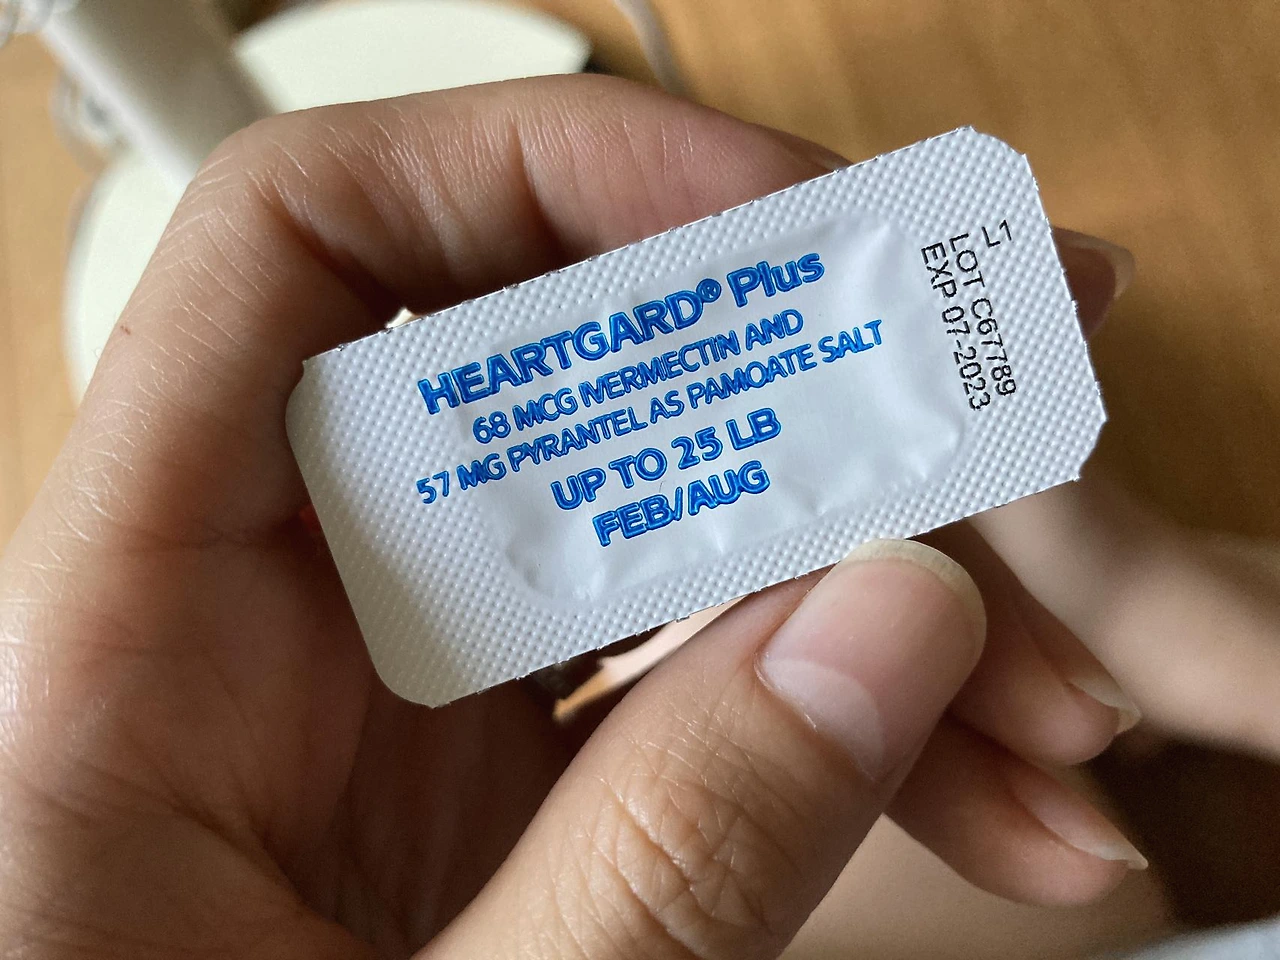 HEARTGARD® Plus
68 MCG IVERMECTIN AND
57 MG PYRANTEL AS PAMOATE SALT
UP TO 25 LB
FEB/AUG
L1
LOT C67789
EXP 07-2023